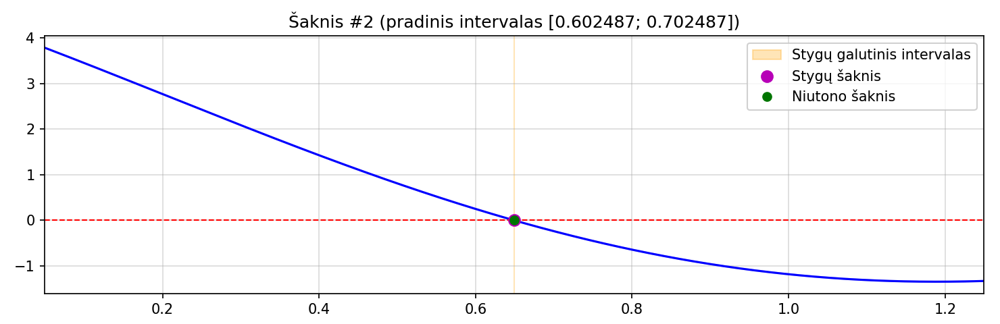 Šaknis #2 (pradinis intervalas [0.602487; 0.702487])
4
3
2
1
0
−1
Stygų galutinis intervalas
Stygų šaknis
Niutono šaknis
0.2 0.4 0.6 0.8 1.0 1.2